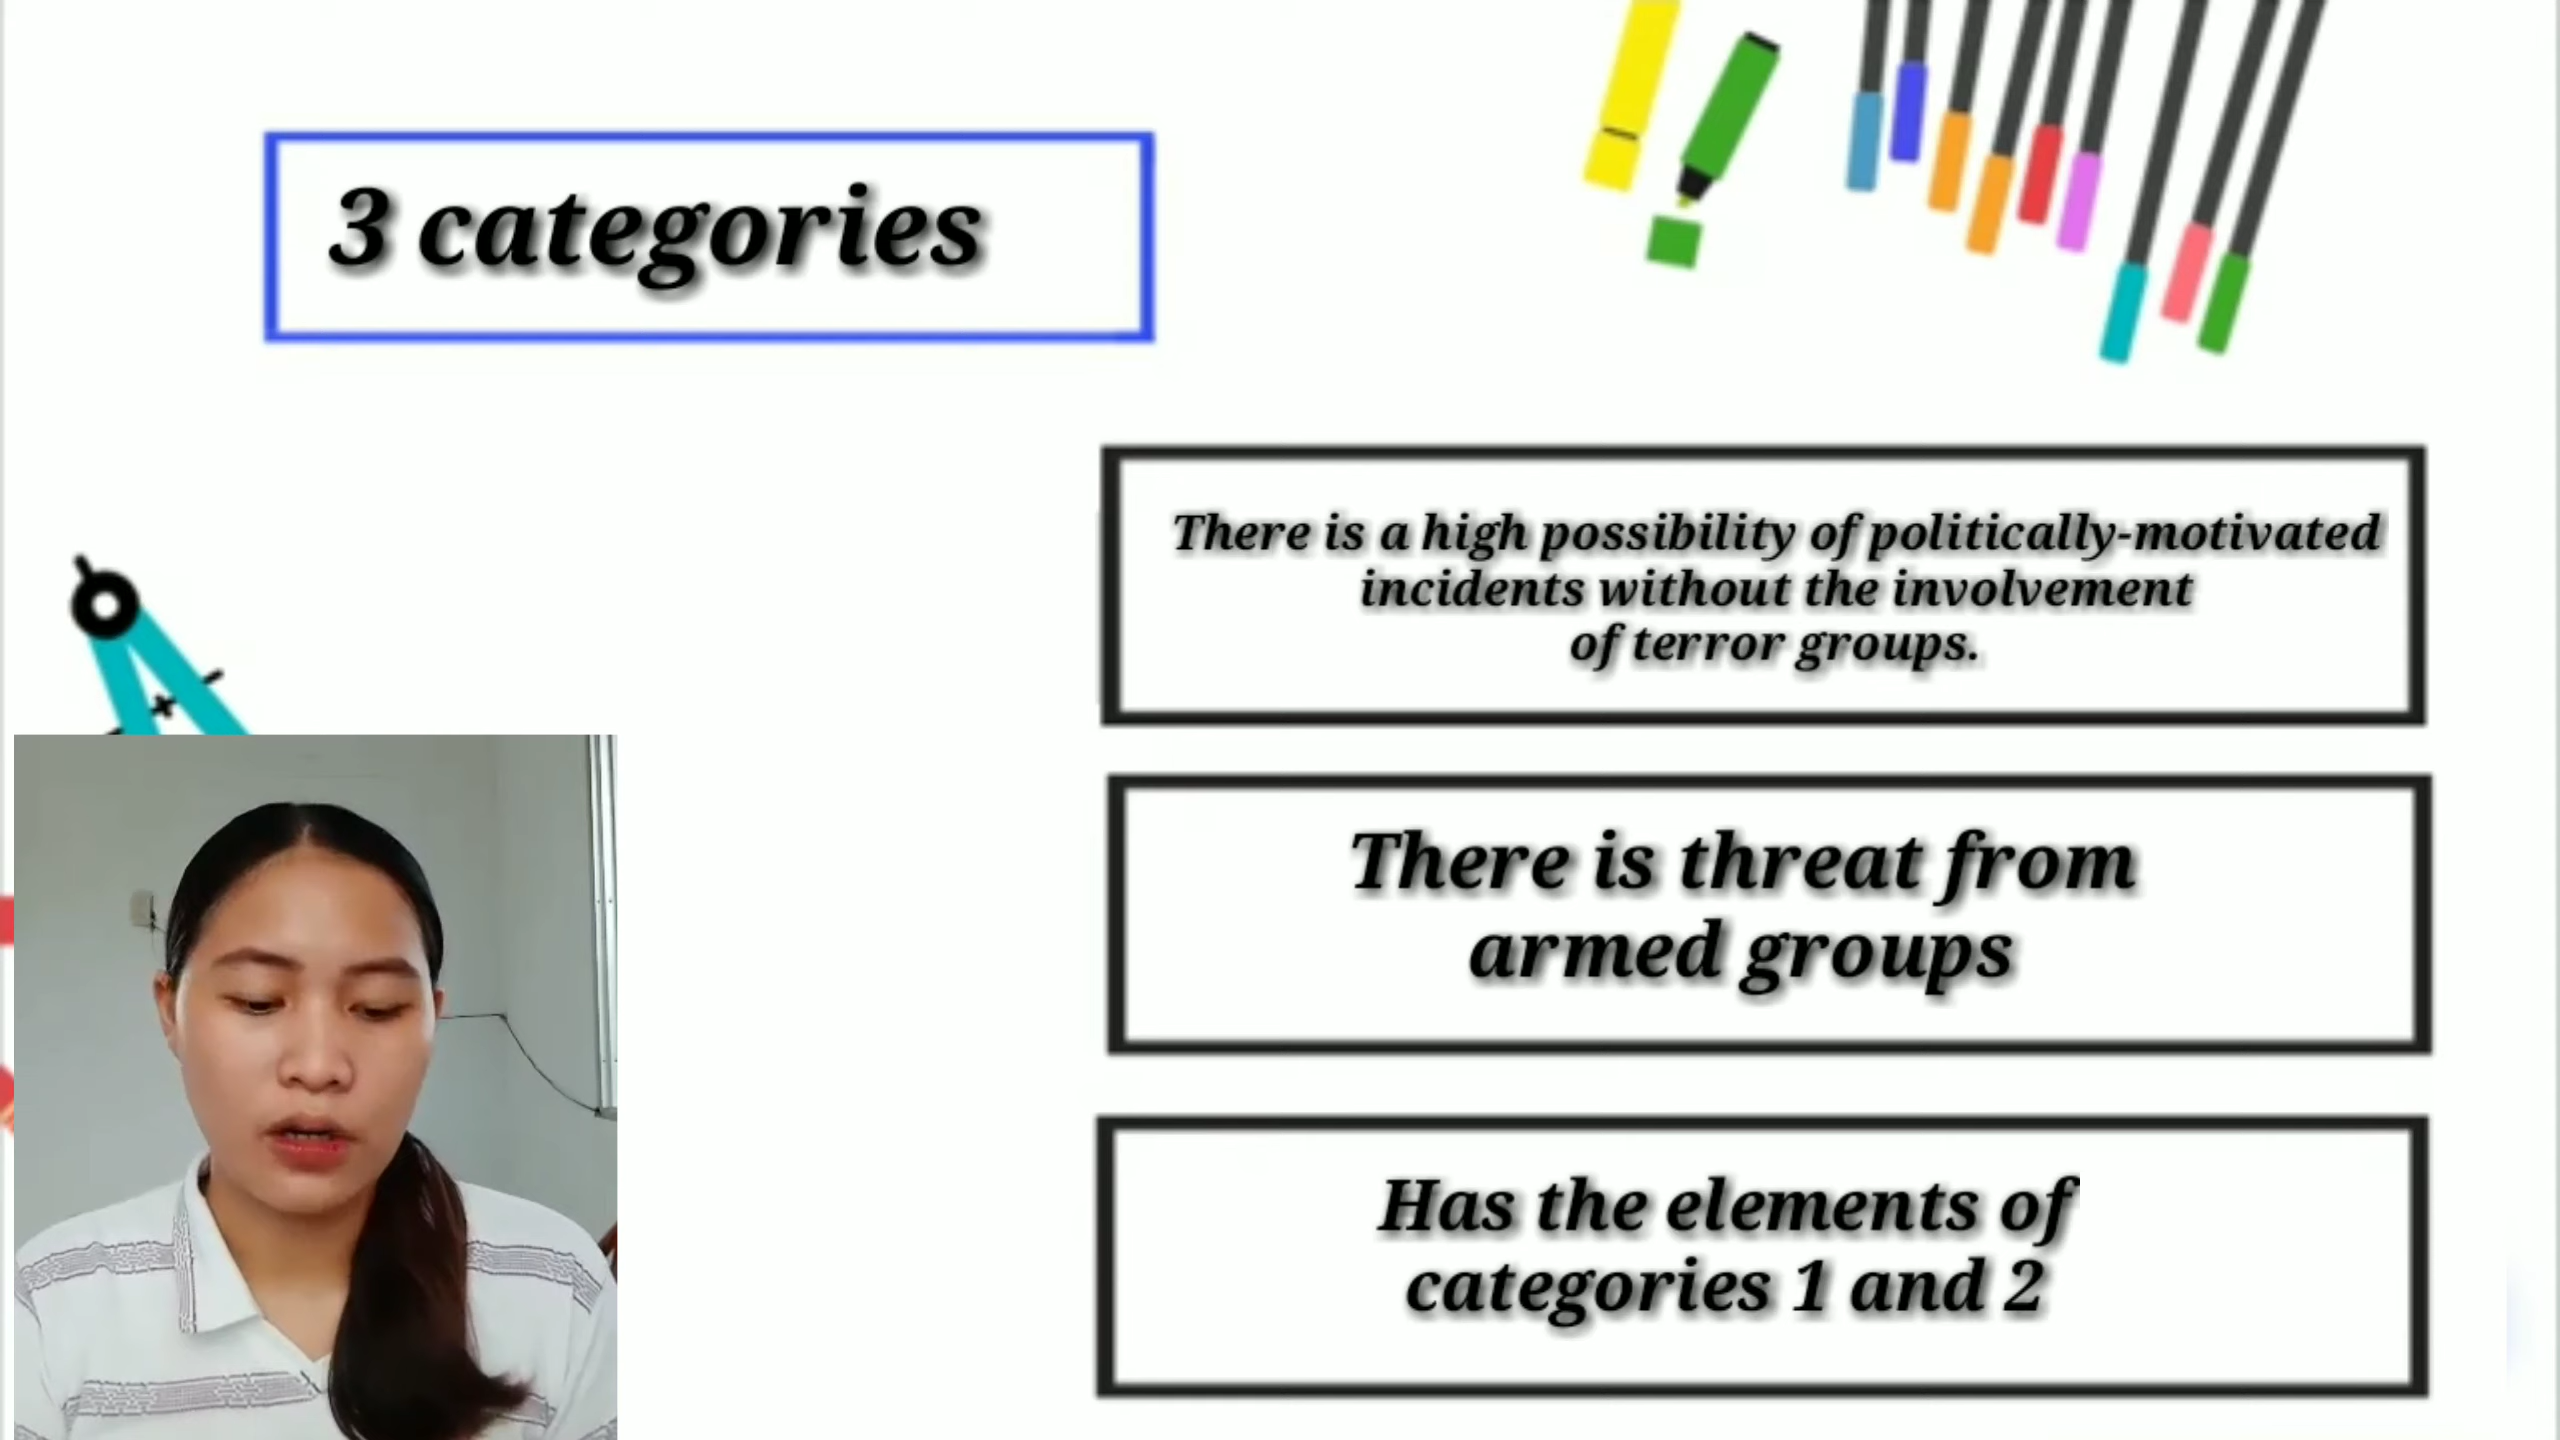 3 categories
There is a high possibility of politically-motivated
incidents without the involvement
of terror groups.
There is threat from
armed groups
Has the elements of
categories 1 and 2